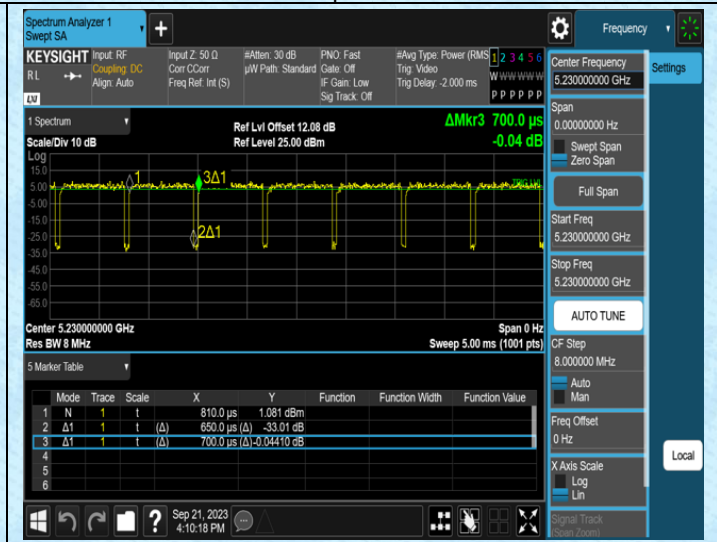 Spectrum Analyzer 1
Swept SA
Frequency
KEYSIGHT
RL
LXI
Input: RF
Coupling: DC
Align: Auto
Input Z: 50 Ω
Corr CCorr
Freq Ref: Int (S)
#Atten: 30 dB
µW Path: Standard
PNO: Fast
Gate: Off
IF Gain: Low
Sig Track: Off
#Avg Type: Power (RMS
Trig: Video
Trig Delay: -2.000 ms
1 2 3 4 5 6
W W W W W W
P P P P P P
Center Frequency
5.230000000 GHz
Settings
Span
0.00000000 Hz
Swept Span
Zero Span
Full Span
Start Freq
5.230000000 GHz
Stop Freq
5.230000000 GHz
AUTO TUNE
CF Step
8.000000 MHz
Auto
Man
Freq Offset
0 Hz
X Axis Scale
Log
Lin
Signal Track
(Span Zoom)
Local
1 Spectrum
Scale/Div 10 dB
Ref Lvl Offset 12.08 dB
Ref Level 25.00 dBm
ΔMkr3 700.0 µs
-0.04 dB
Log
15.0
5.00
-5.00
-15.0
-25.0
-35.0
-45.0
-55.0
-65.0
1
3Δ1
2Δ1
TRIG LVL
Center 5.230000000 GHz
Res BW 8 MHz
Span 0 Hz
Sweep 5.00 ms (1001 pts)
5 Marker Table
Mode Trace Scale X Y Function Function Width Function Value
1 N 1 t 810.0 µs 1.081 dBm
2 Δ1 1 t (Δ) 650.0 µs (Δ) -33.01 dB
3 Δ1 1 t (Δ) 700.0 µs (Δ) -0.04410 dB
4
5
6
?
Sep 21, 2023
4:10:18 PM